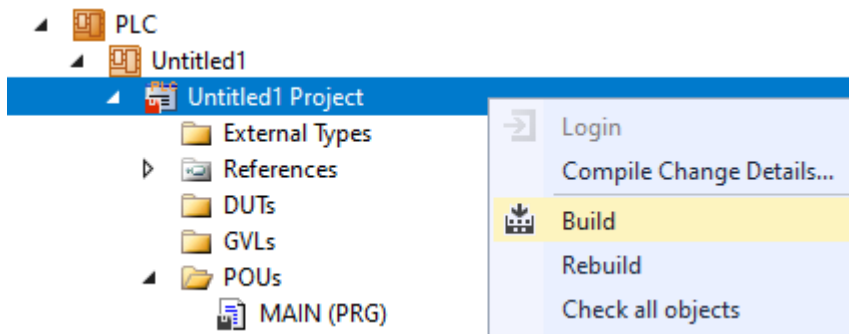 PLC
Untitled1
Untitled1 Project
External Types
References
DUTs
GVLs
POUs
MAIN (PRG)
Login
Compile Change Details...
Build
Rebuild
Check all objects